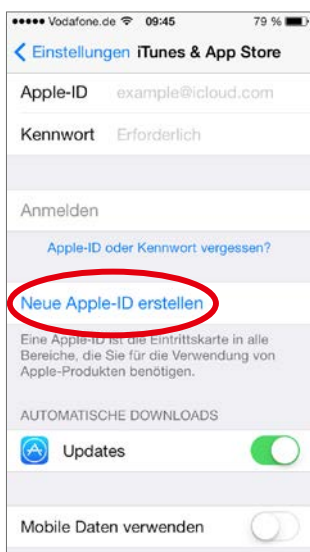 Vodafone.de 09:45 79 %
Einstellungen iTunes & App Store
Apple-ID example@icloud.com
Kennwort Erforderlich
Anmelden
Apple-ID oder Kennwort vergessen?
Neue Apple-ID erstellen
Eine Apple-ID ist die Eintrittskarte in alle
Bereiche, die Sie für die Verwendung von
Apple-Produkten benötigen.
AUTOMATISCHE DOWNLOADS
Updates
Mobile Daten verwenden